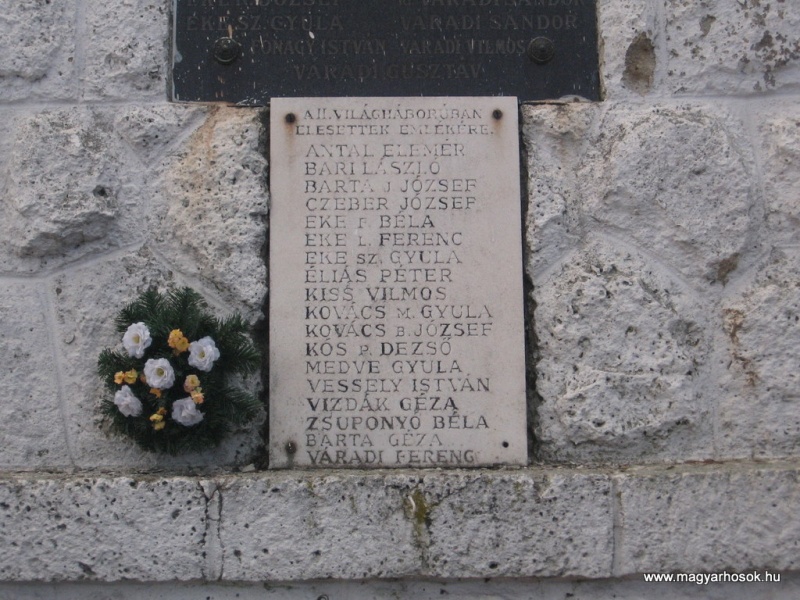 EKE SZ. GYULA VÁRADI SÁNDOR
FÓNAGY ISTVÁN VÁRADI VILMOS
VÁRADI GUSZTÁV
A II. VILÁGHÁBORÚBAN
ELESETTEK EMLÉKÉRE.
ANTAL ELEMÉR
BARI LÁSZLÓ
BARTA J. JÓZSEF
CZEBER JÓZSEF
EKE F. BÉLA
EKE L. FERENC
EKE SZ. GYULA
ÉLIÁS PÉTER
KISS VILMOS
KOVÁCS M. GYULA
KOVÁCS B. JÓZSEF
KÓS P. DEZSŐ
MEDVE GYULA
VESSELY ISTVÁN
VIZDÁK GÉZA
ZSUPONYÓ BÉLA
BARTA GÉZA
VÁRADI FERENC
www.magyarhosok.hu